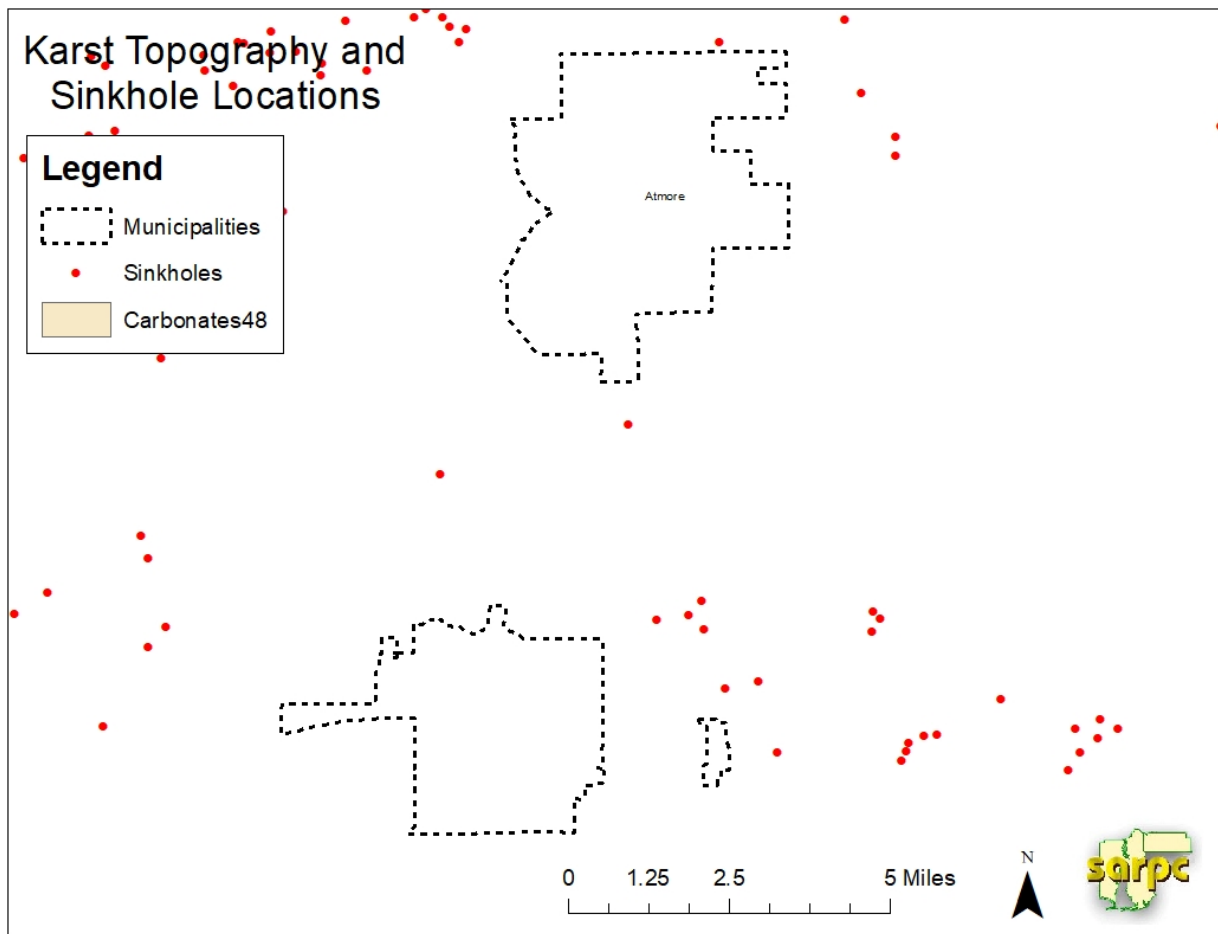 Karst Topography and
Sinkhole Locations
Legend
Municipalities
Sinkholes
Carbonates48
Atmore
0 1.25 2.5 5 Miles
N
sarpc